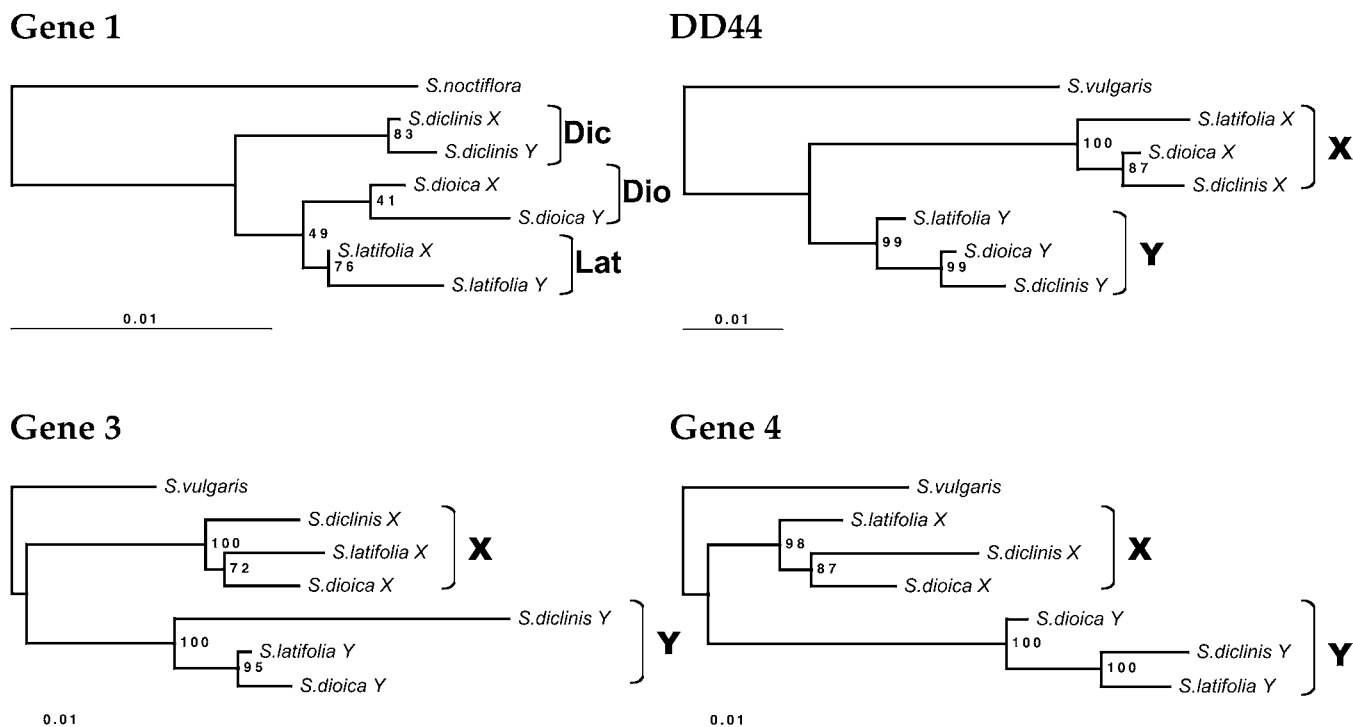 Gene 1
S.noctiflora
S.diclinis X
83
S.diclinis Y
Dic
S.dioica X
41
S.dioica Y
Dio
49
S.latifolia X
76
S.latifolia Y
Lat
0.01
DD44
S.vulgaris
S.latifolia X
100
S.dioica X
87
S.diclinis X
X
S.latifolia Y
99
S.dioica Y
99
S.diclinis Y
Y
0.01
Gene 3
S.vulgaris
S.diclinis X
100
S.latifolia X
72
S.dioica X
X
S.diclinis Y
100
S.latifolia Y
95
S.dioica Y
Y
0.01
Gene 4
S.vulgaris
S.latifolia X
98
S.diclinis X
87
S.dioica X
X
S.dioica Y
100
S.diclinis Y
100
S.latifolia Y
Y
0.01